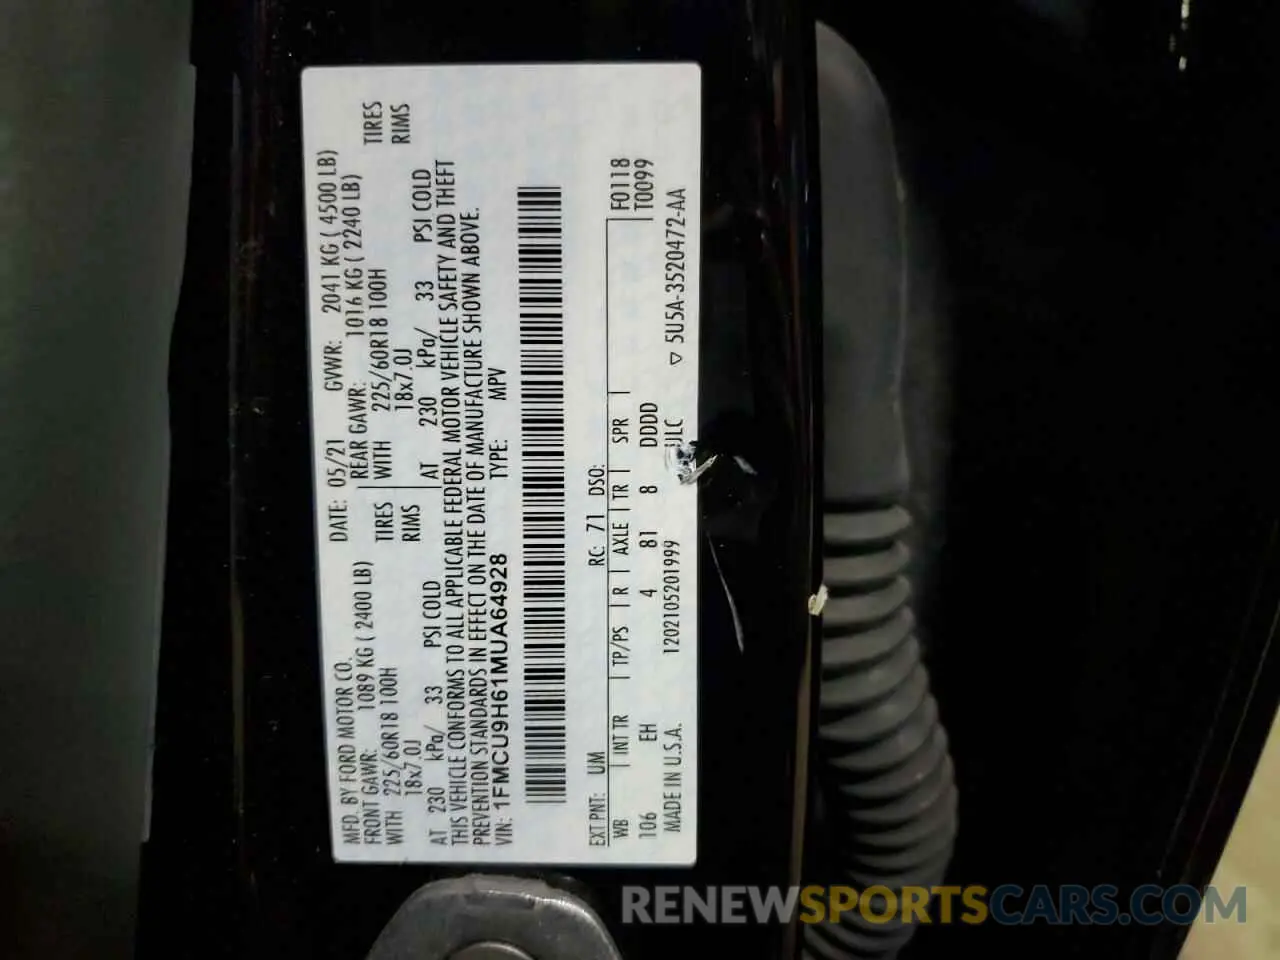 MFD. BY FORD MOTOR CO.
DATE: 05/21 GVWR: 2041 KG ( 4500 LB)
FRONT GAWR: 1089 KG ( 2400 LB)
REAR GAWR: 1016 KG ( 2240 LB)
WITH 225/60R18 100H TIRES
WITH 225/60R18 100H TIRES
18x7.0J RIMS
18x7.0J RIMS
AT 230 kPa/ 33 PSI COLD
AT 230 kPa/ 33 PSI COLD
THIS VEHICLE CONFORMS TO ALL APPLICABLE FEDERAL MOTOR VEHICLE SAFETY AND THEFT
PREVENTION STANDARDS IN EFFECT ON THE DATE OF MANUFACTURE SHOWN ABOVE.
VIN: 1FMCU9H61MUA64928 TYPE: MPV
EXT PNT: UM RC: 71 DSO:
WB INT TR TP/PS R AXLE TR SPR F0118
106 EH 4 81 8 DDDD T0099
MADE IN U.S.A. 1202105201999 ULC ▽ 5U5A-3520472-AA
RENEWSPORTSCARS.COM